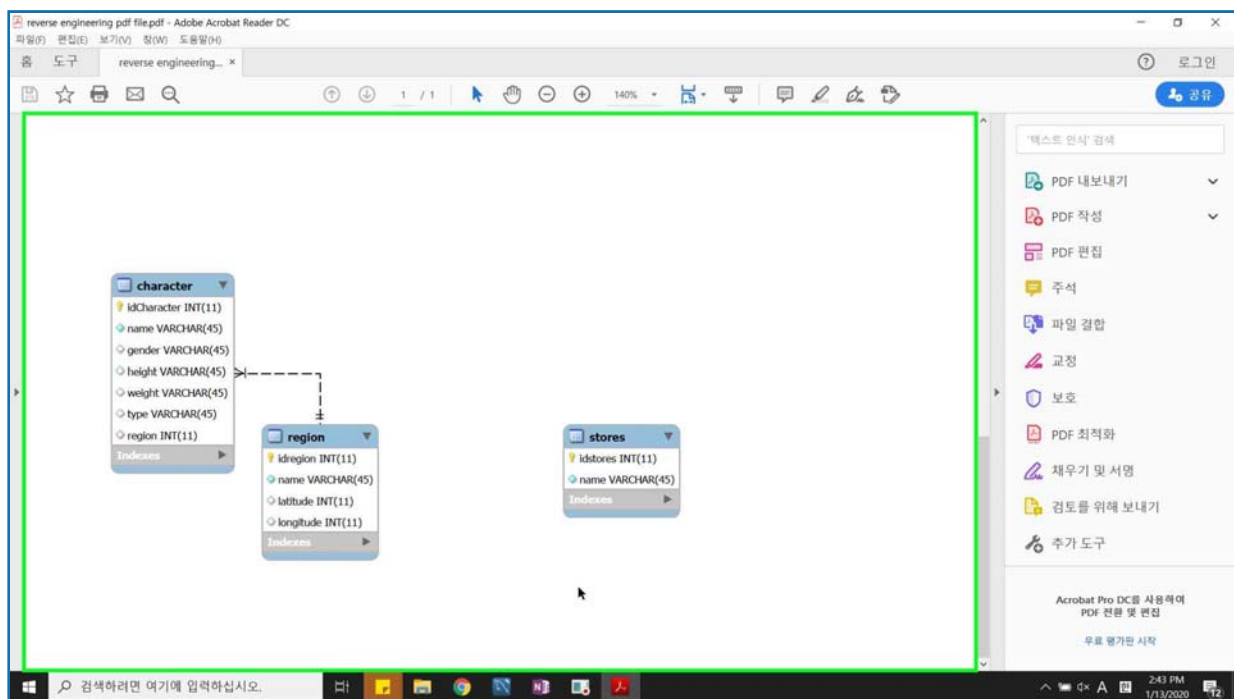 reverse engineering pdf file.pdf - Adobe Acrobat Reader DC
파일(F) 편집(E) 보기(V) 창(W) 도움말(H)
홈 도구 reverse engineering... × 로그인
1 / 1 140% 공유
'텍스트 인식' 검색
PDF 내보내기
PDF 작성
PDF 편집
주석
파일 결합
교정
보호
PDF 최적화
채우기 및 서명
검토를 위해 보내기
추가 도구
Acrobat Pro DC를 사용하여
PDF 변환 및 편집
무료 평가판 시작
character
idCharacter INT(11)
name VARCHAR(45)
gender VARCHAR(45)
height VARCHAR(45)
weight VARCHAR(45)
type VARCHAR(45)
region INT(11)
Indexes
region
idregion INT(11)
name VARCHAR(45)
latitude INT(11)
longitude INT(11)
Indexes
stores
idstores INT(11)
name VARCHAR(45)
Indexes
검색하려면 여기에 입력하십시오.
A 한 2:43 PM
1/13/2020
12